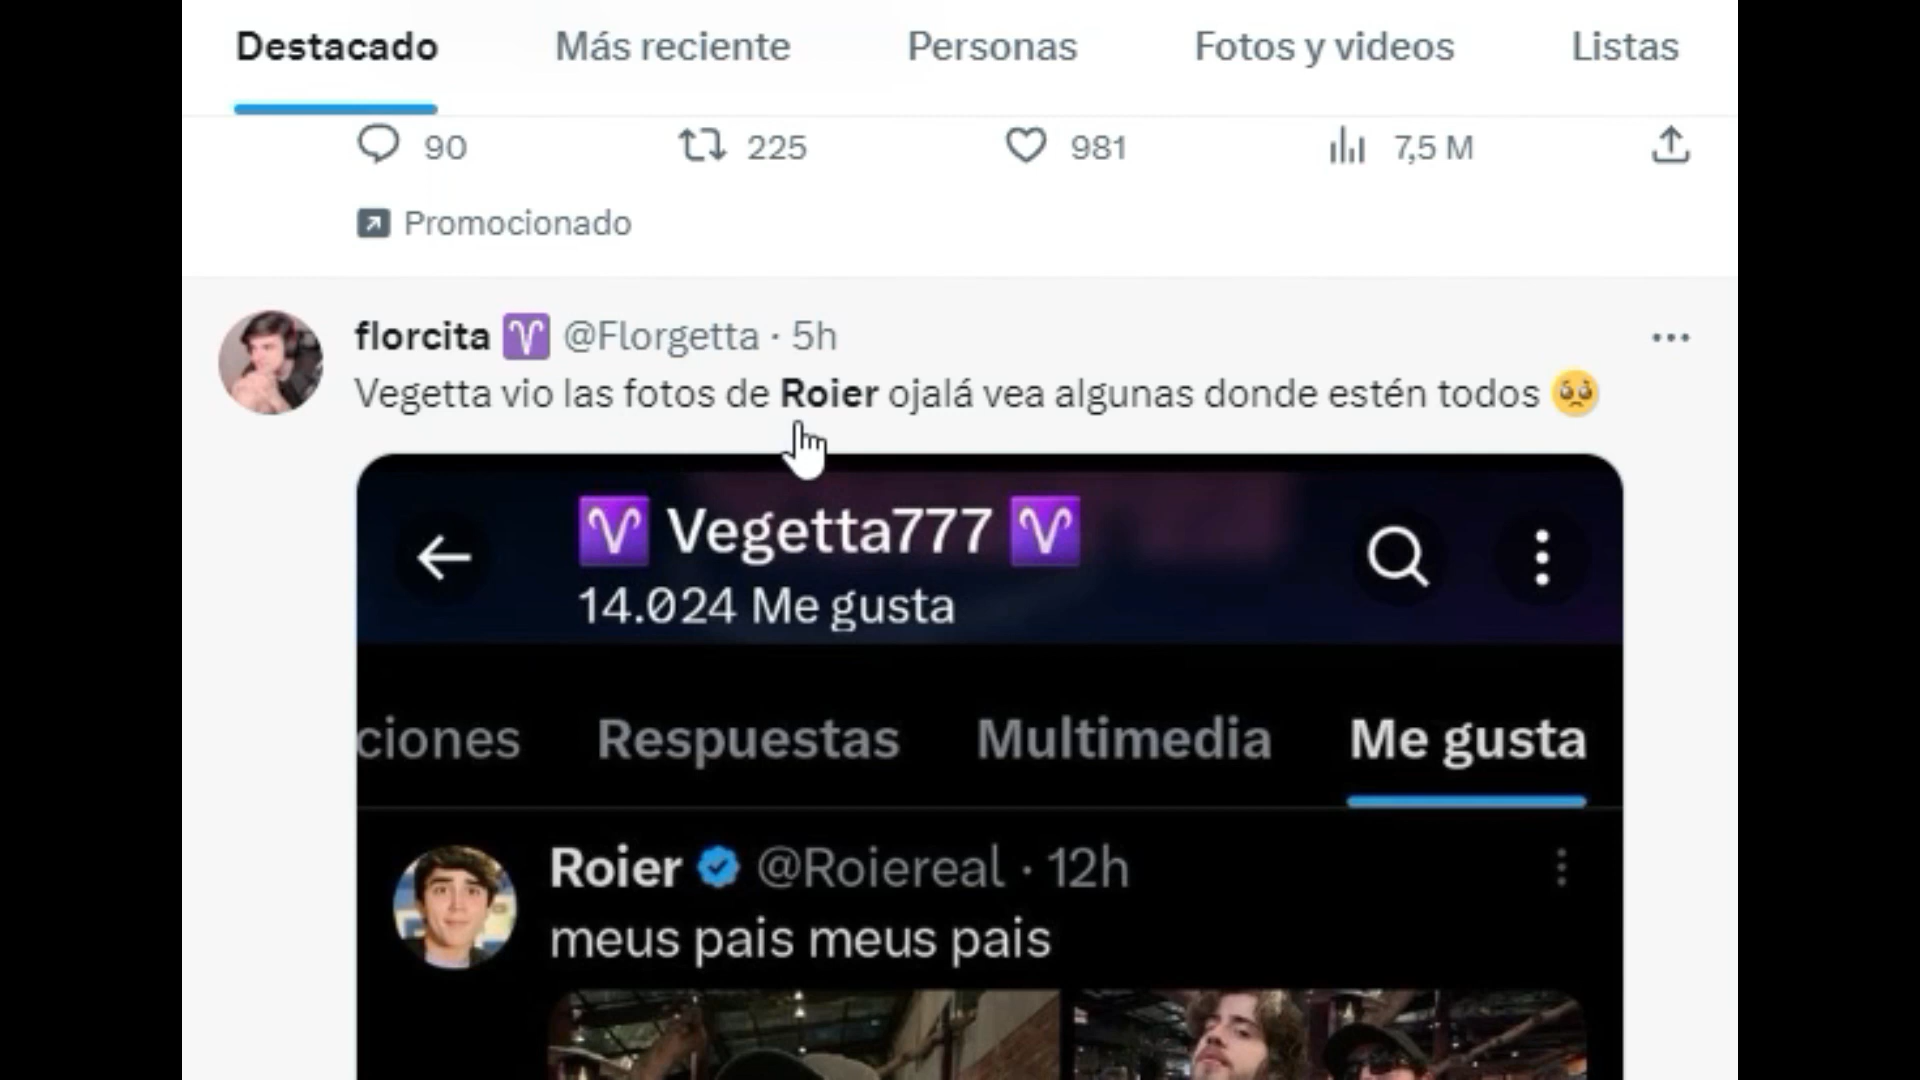 Destacado Más reciente Personas Fotos y videos Listas
90 225 981 7,5 M
Promocionado
florcita ♈ @Florgetta · 5h
Vegetta vio las fotos de Roier ojalá vea algunas donde estén todos 🥺
♈ Vegetta777 ♈
14.024 Me gusta
ciones Respuestas Multimedia Me gusta
Roier @Roiereal · 12h
meus pais meus pais